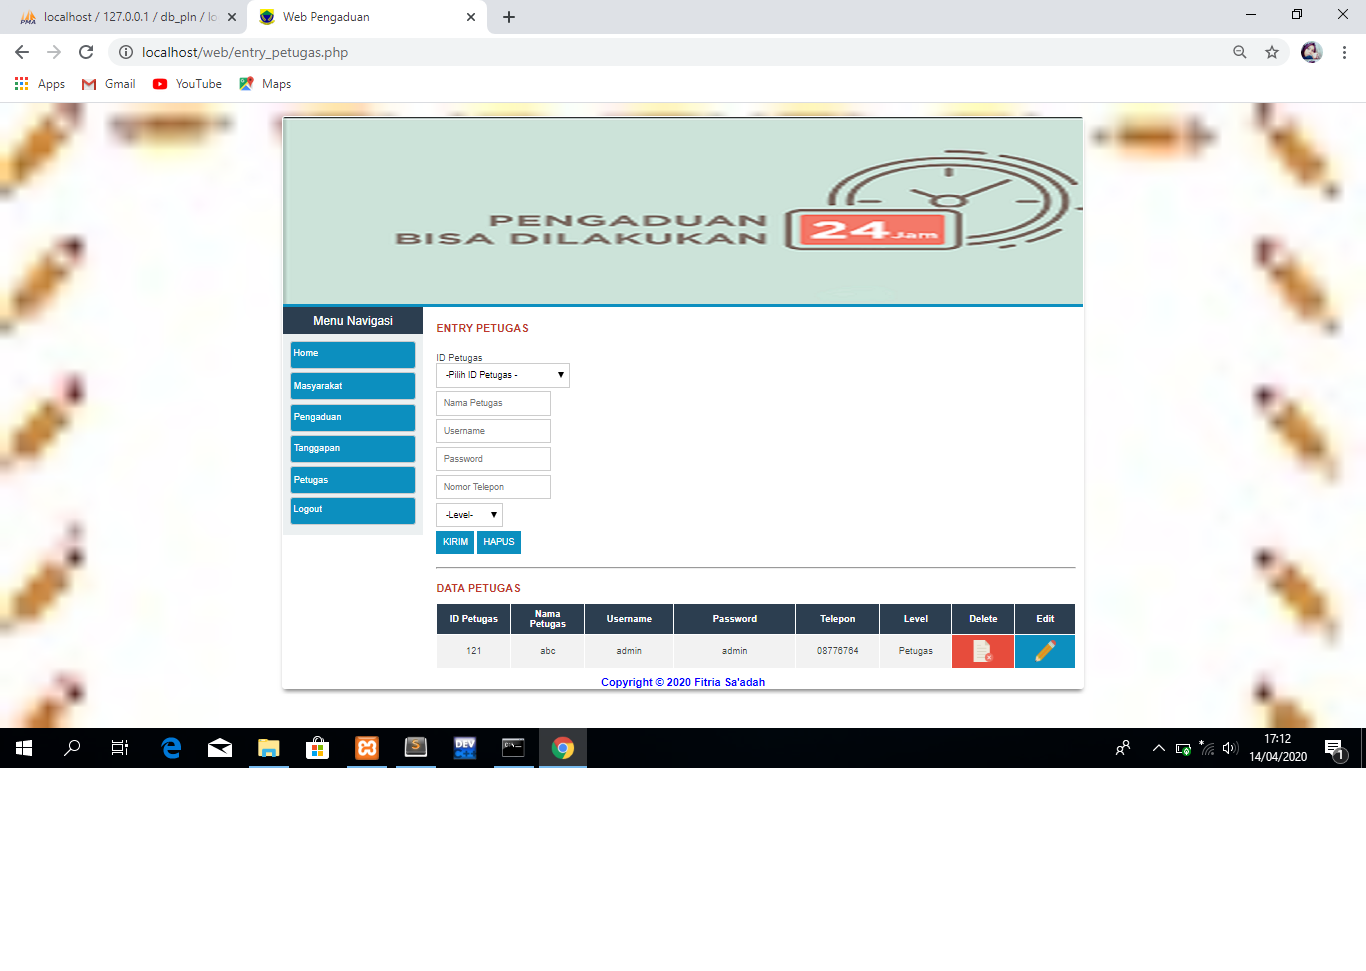 localhost / 127.0.0.1 / db_pln / lo
Web Pengaduan
localhost/web/entry_petugas.php
Apps Gmail YouTube Maps
PENGADUAN
BISA DILAKUKAN
24 Jam
Menu Navigasi
Home
Masyarakat
Pengaduan
Tanggapan
Petugas
Logout
ENTRY PETUGAS
ID Petugas
-Pilih ID Petugas -
Nama Petugas
Username
Password
Nomor Telepon
-Level-
KIRIM HAPUS
DATA PETUGAS
ID Petugas Nama Petugas Username Password Telepon Level Delete Edit
121 abc admin admin 08776764 Petugas
Copyright © 2020 Fitria Sa'adah
DEV
17:12
14/04/2020
1